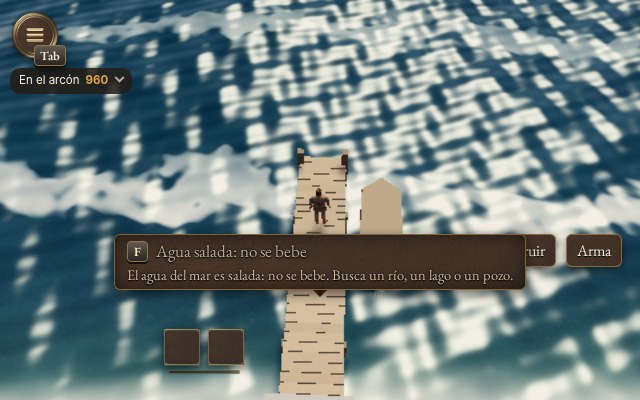 Tab
En el arcón 960
F Agua salada: no se bebe
El agua del mar es salada: no se bebe. Busca un río, un lago o un pozo.
ruir
Arma